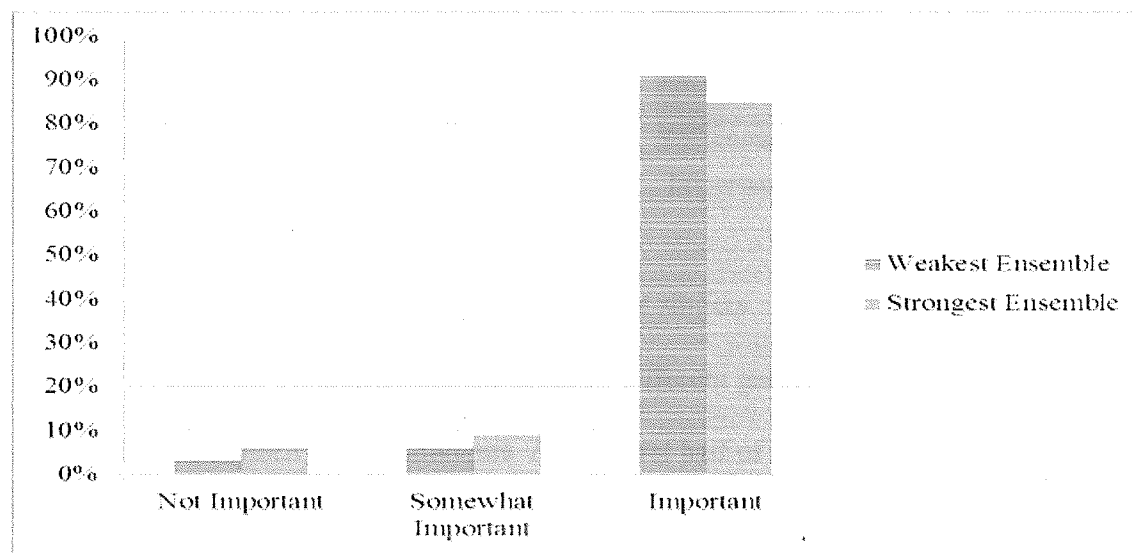 100%
90%
80%
70%
60%
50%
40%
30%
20%
10%
0%
Not Important
Somewhat
Important
Important
Weakest Ensemble
Strongest Ensemble